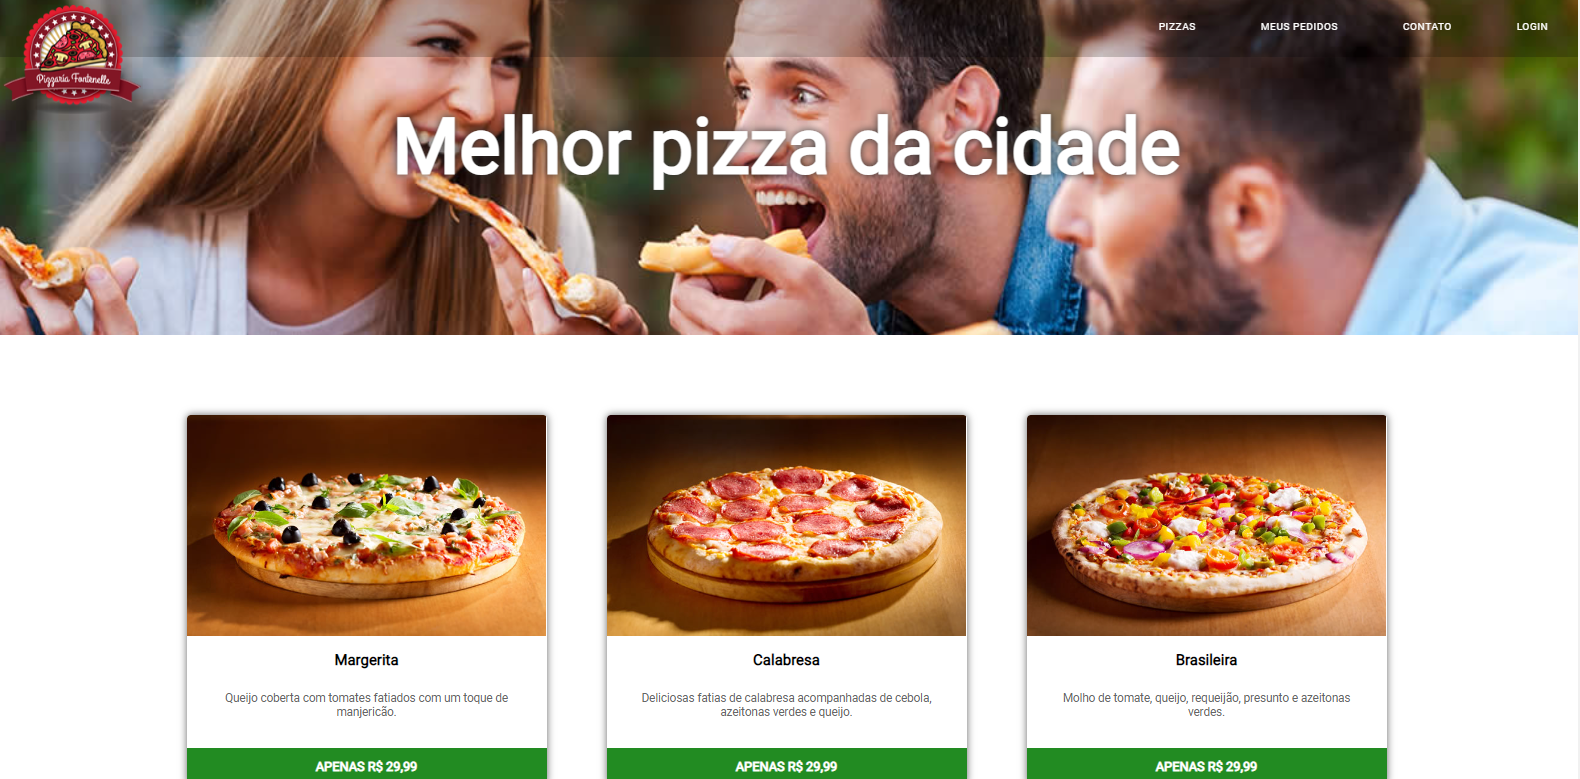 Pizzaria Fontenelle
PIZZAS
MEUS PEDIDOS
CONTATO
LOGIN
Melhor pizza da cidade
Margerita
Queijo coberta com tomates fatiados com um toque de
manjericão.
APENAS R$ 29,99
Calabresa
Deliciosas fatias de calabresa acompanhadas de cebola,
azeitonas verdes e queijo.
APENAS R$ 29,99
Brasileira
Molho de tomate, queijo, requeijão, presunto e azeitonas
verdes.
APENAS R$ 29,99